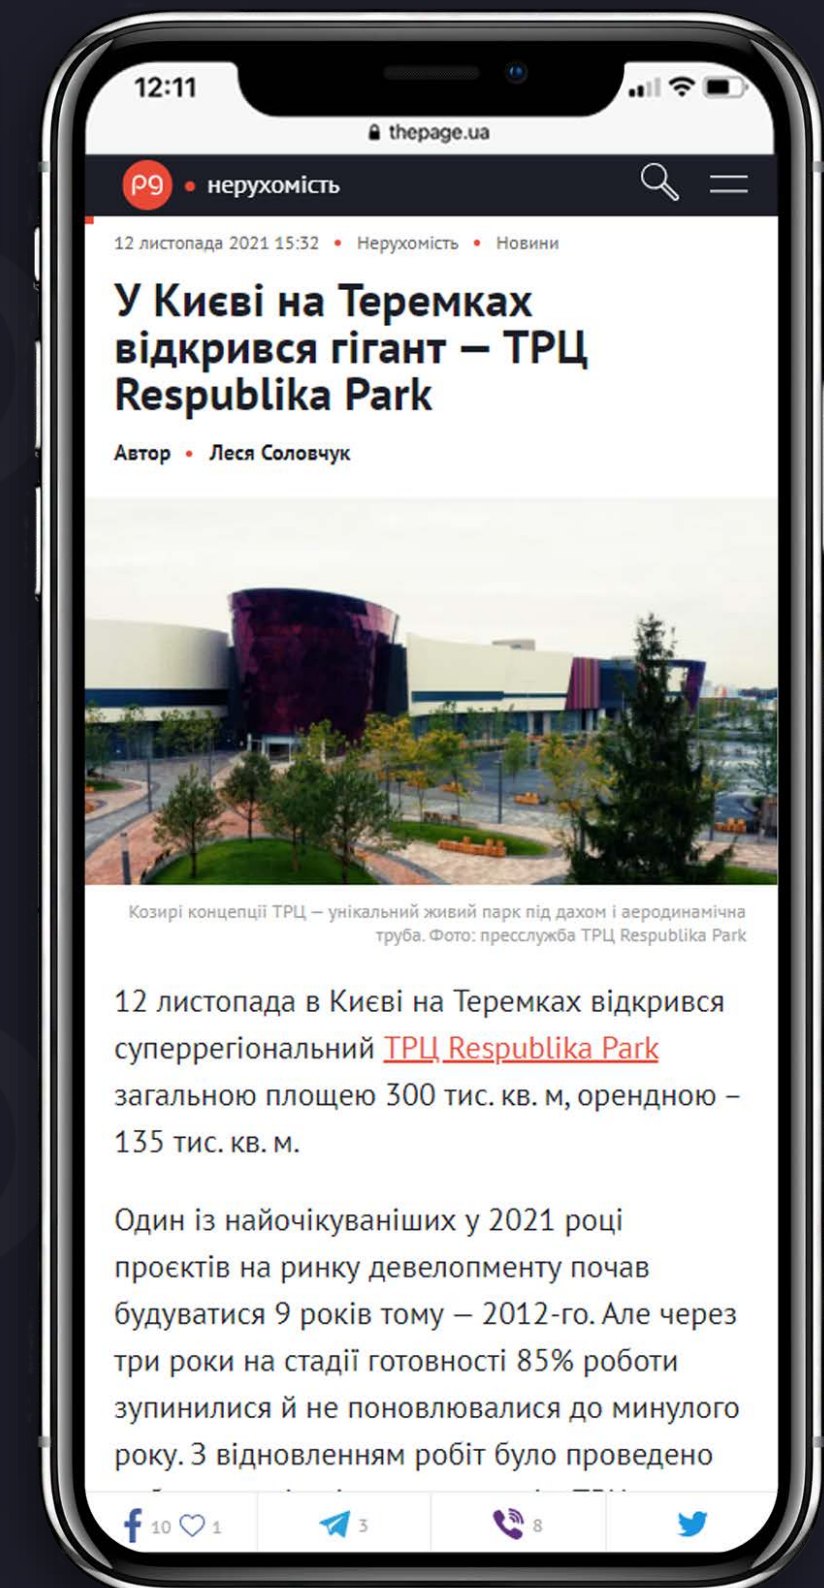 12:11
thepage.ua
pg • нерухомість
12 листопада 2021 15:32 • Нерухомість • Новини
У Києві на Теремках
відкрився гігант — ТРЦ
Respublika Park
Автор • Леся Соловчук
Козирі концепції ТРЦ — унікальний живий парк під дахом і аеродинамічна
труба. Фото: пресслужба ТРЦ Respublika Park
12 листопада в Києві на Теремках відкрився
суперрегіональний ТРЦ Respublika Park
загальною площею 300 тис. кв. м, орендною –
135 тис. кв. м.
Один із найочікуваніших у 2021 році
проєктів на ринку девелопменту почав
будуватися 9 років тому — 2012-го. Але через
три роки на стадії готовності 85% роботи
зупинилися й не поновлювалися до минулого
року. З відновленням робіт було проведено
10 1 3 8